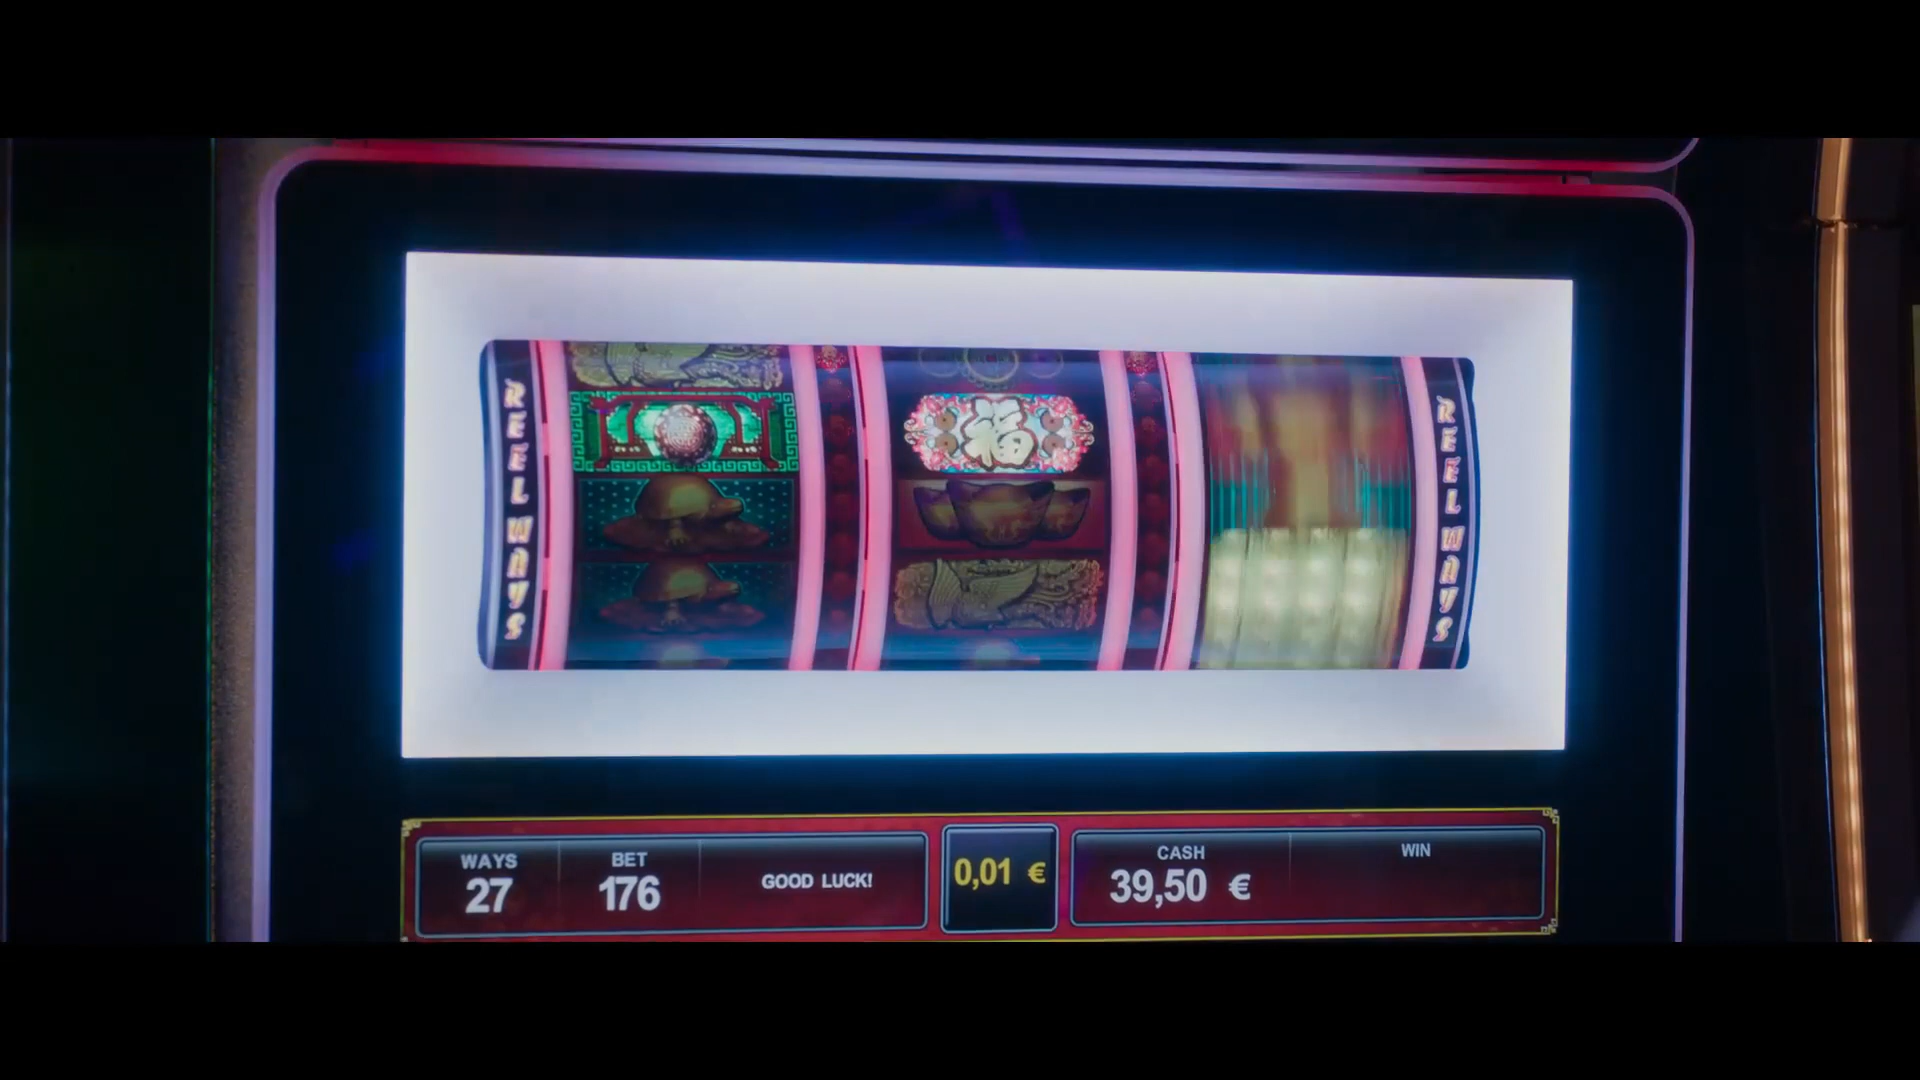 REEL WAYS
福
REEL WAYS
WAYS
27
BET
176
GOOD LUCK!
0,01 €
CASH
39,50 €
WIN